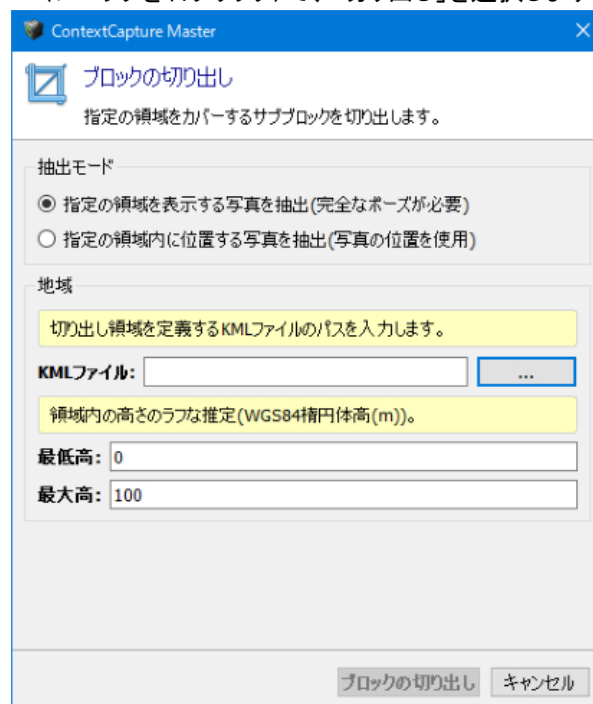 ContextCapture Master
ブロックの切り出し
指定の領域をカバーするサブブロックを切り出します。
抽出モード
指定の領域を表示する写真を抽出(完全なポーズが必要)
指定の領域内に位置する写真を抽出(写真の位置を使用)
地域
切り出し領域を定義するKMLファイルのパスを入力します。
KMLファイル:
...
領域内の高さのラフな推定(WGS84楕円体高(m))。
最低高: 0
最大高: 100
ブロックの切り出し キャンセル